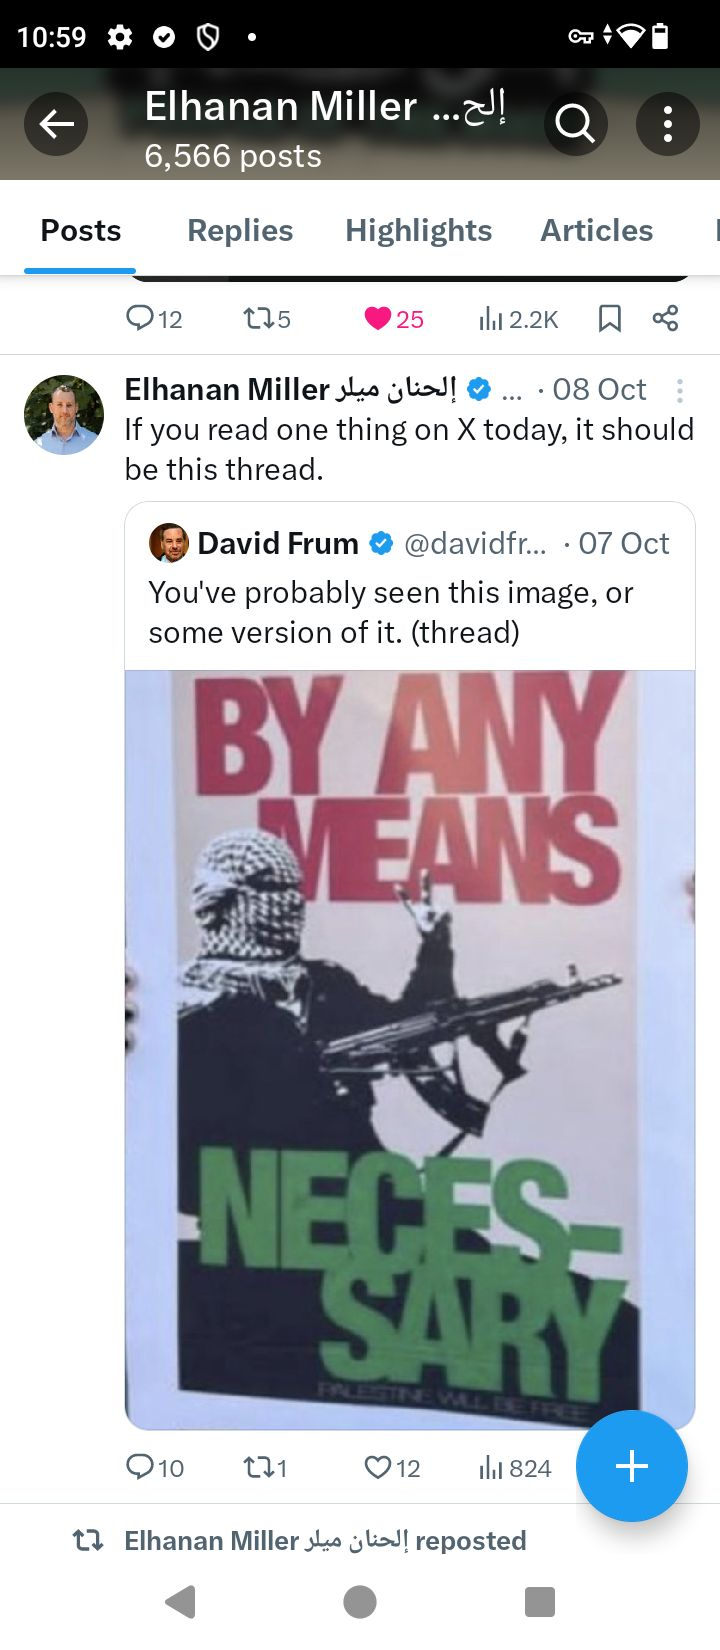 10:59
Elhanan Miller إلح...
6,566 posts
Posts Replies Highlights Articles
12 5 25 2.2K
Elhanan Miller إلحنان ميلر ... · 08 Oct
If you read one thing on X today, it should
be this thread.
David Frum @davidfr... · 07 Oct
You've probably seen this image, or
some version of it. (thread)
BY ANY
MEANS
NECES-
SARY
PALESTINE WILL BE FREE
10 1 12 824
Elhanan Miller إلحنان ميلر reposted